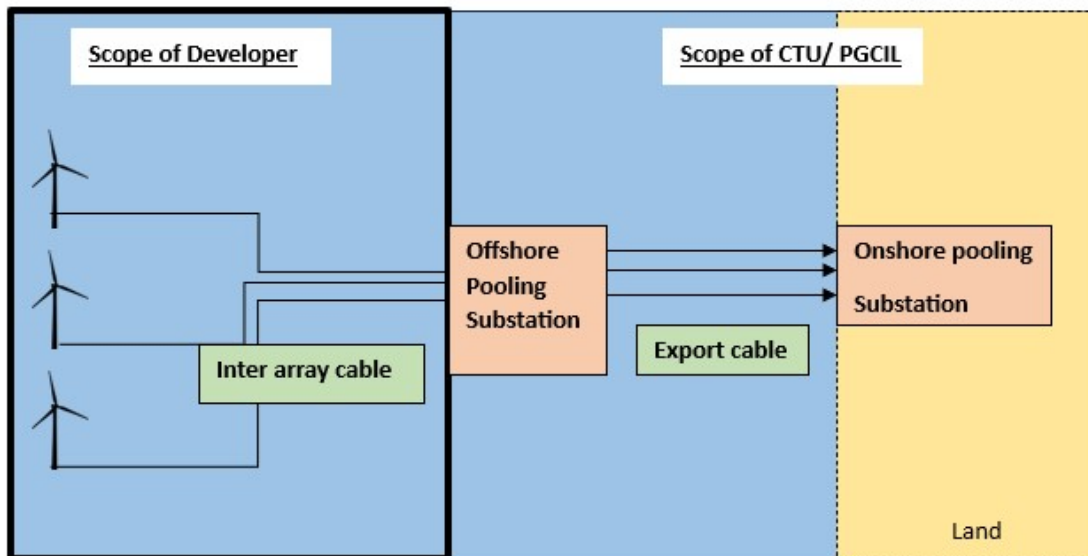 Scope of Developer
Scope of CTU/ PGCIL
Offshore
Pooling
Substation
Onshore pooling
Substation
Inter array cable
Export cable
Land